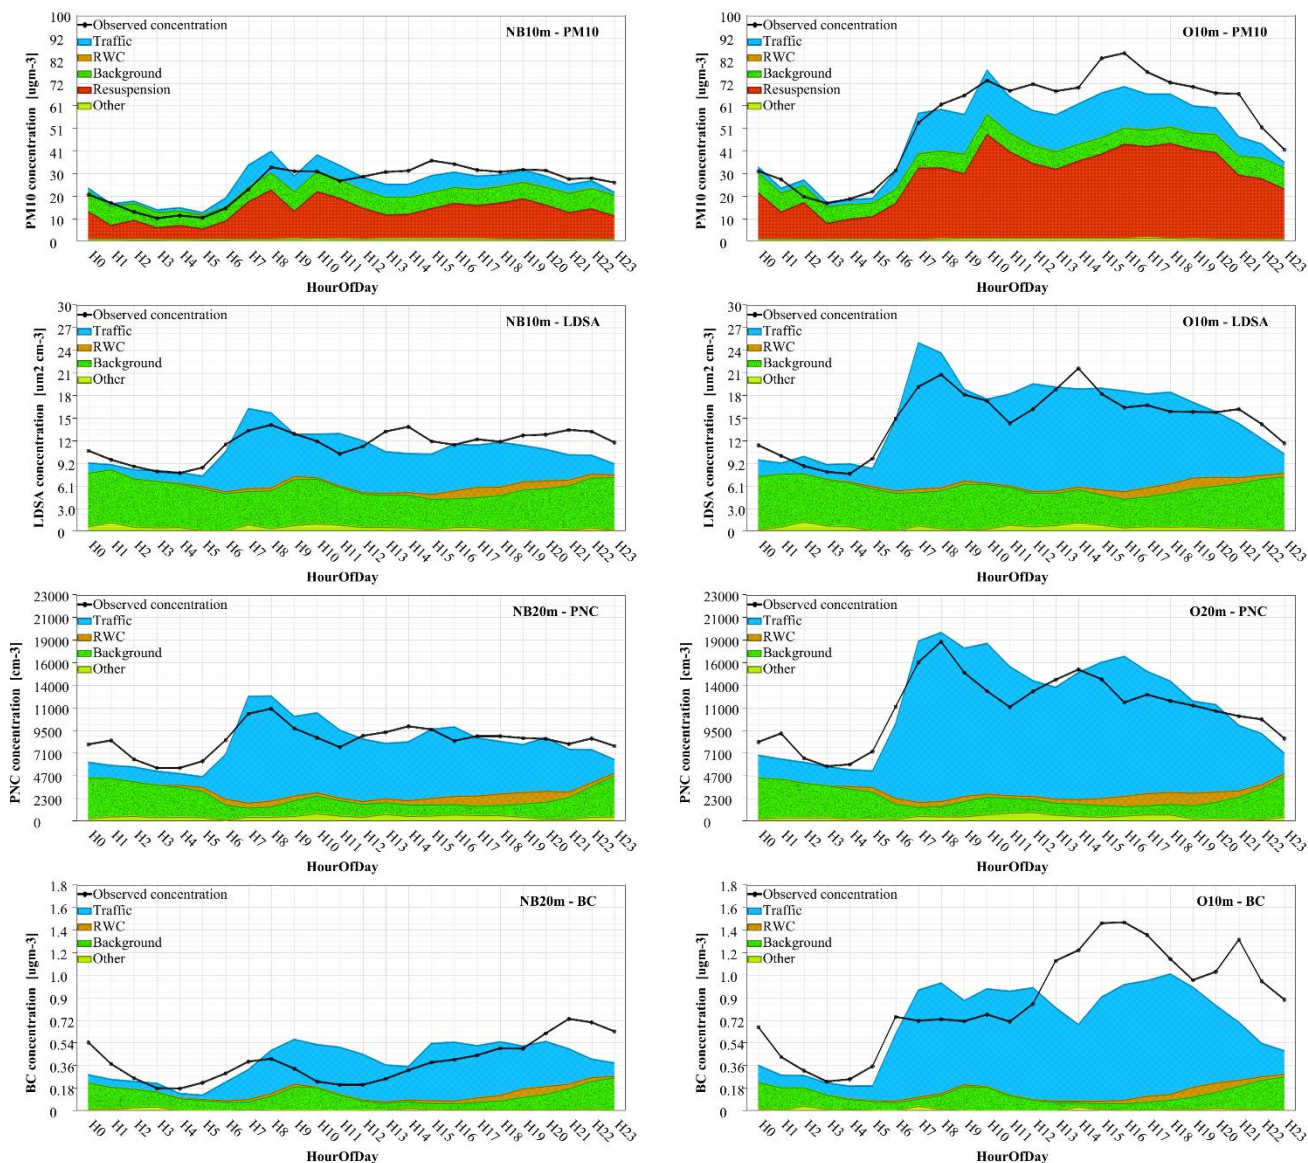 NB10m - PM10
PM10 concentration [ugm-3]
100
92
82
72
61
51
41
30
20
10
0
Observed concentration
Traffic
RWC
Background
Resuspension
Other
H0 H1 H2 H3 H4 H5 H6 H7 H8 H9 H10 H11 H12 H13 H14 H15 H16 H17 H18 H19 H20 H21 H22 H23
HourOfDay
O10m - PM10
PM10 concentration [ugm-3]
100
92
82
72
61
51
41
30
20
10
0
Observed concentration
Traffic
RWC
Background
Resuspension
Other
H0 H1 H2 H3 H4 H5 H6 H7 H8 H9 H10 H11 H12 H13 H14 H15 H16 H17 H18 H19 H20 H21 H22 H23
HourOfDay
NB10m - LDSA
LDSA concentration [um2 cm-3]
30
27
24
21
18
15
12
9.2
6.1
3.0
0
Observed concentration
Traffic
RWC
Background
Other
H0 H1 H2 H3 H4 H5 H6 H7 H8 H9 H10 H11 H12 H13 H14 H15 H16 H17 H18 H19 H20 H21 H22 H23
HourOfDay
O10m - LDSA
LDSA concentration [um2 cm-3]
30
27
24
21
18
15
12
9.2
6.1
3.0
0
Observed concentration
Traffic
RWC
Background
Other
H0 H1 H2 H3 H4 H5 H6 H7 H8 H9 H10 H11 H12 H13 H14 H15 H16 H17 H18 H19 H20 H21 H22 H23
HourOfDay
NB20m - PNC
PNC concentration [cm-3]
23000
21000
19000
16000
14000
11000
9500
7100
4700
2300
0
Observed concentration
Traffic
RWC
Background
Other
H0 H1 H2 H3 H4 H5 H6 H7 H8 H9 H10 H11 H12 H13 H14 H15 H16 H17 H18 H19 H20 H21 H22 H23
HourOfDay
O20m - PNC
PNC concentration [cm-3]
23000
21000
19000
16000
14000
11000
9500
7100
4700
2300
0
Observed concentration
Traffic
RWC
Background
Other
H0 H1 H2 H3 H4 H5 H6 H7 H8 H9 H10 H11 H12 H13 H14 H15 H16 H17 H18 H19 H20 H21 H22 H23
HourOfDay
NB20m - BC
BC concentration [ugm-3]
1.8
1.6
1.4
1.2
1.0
0.9
0.72
0.54
0.36
0.18
0
Observed concentration
Traffic
RWC
Background
Other
H0 H1 H2 H3 H4 H5 H6 H7 H8 H9 H10 H11 H12 H13 H14 H15 H16 H17 H18 H19 H20 H21 H22 H23
HourOfDay
O10m - BC
BC concentration [ugm-3]
1.8
1.6
1.4
1.2
1.0
0.9
0.72
0.54
0.36
0.18
0
Observed concentration
Traffic
RWC
Background
Other
H0 H1 H2 H3 H4 H5 H6 H7 H8 H9 H10 H11 H12 H13 H14 H15 H16 H17 H18 H19 H20 H21 H22 H23
HourOfDay